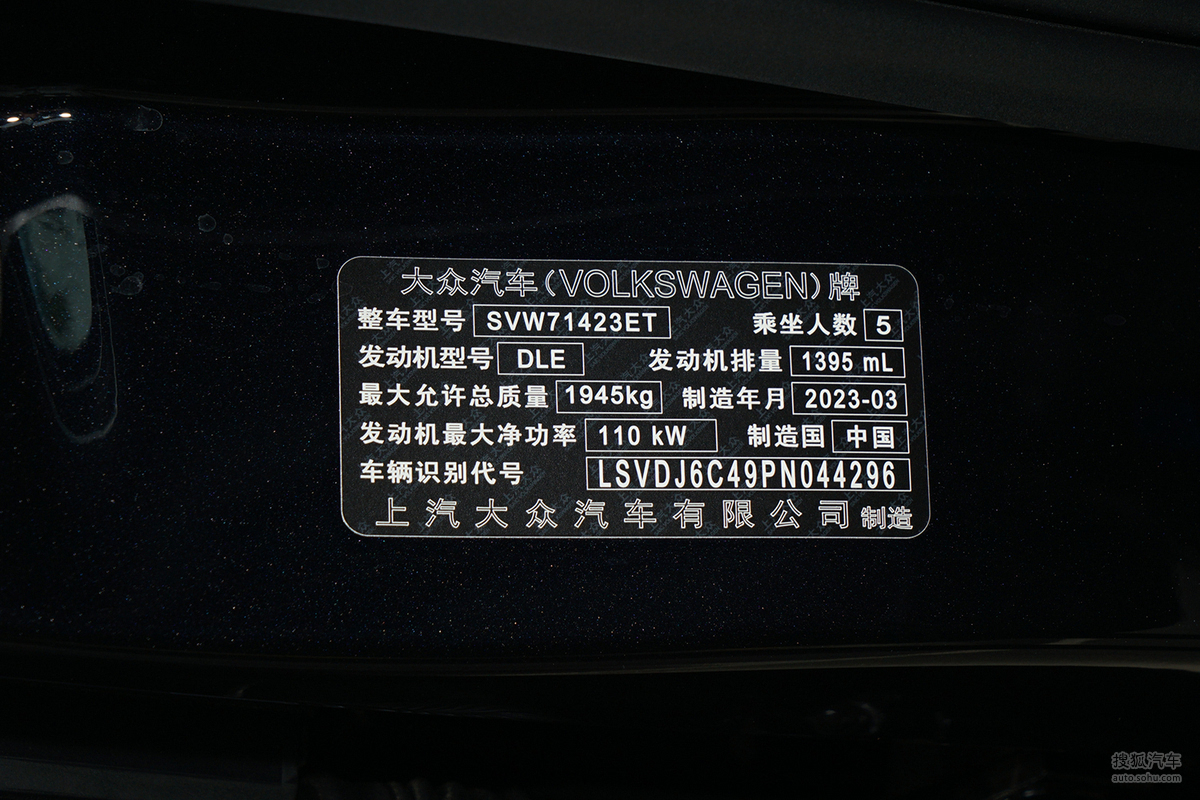 大众汽车(VOLKSWAGEN)牌
整车型号 SVW71423ET 乘坐人数 5
发动机型号 DLE 发动机排量 1395 mL
最大允许总质量 1945kg 制造年月 2023-03
发动机最大净功率 110 kW 制造国 中国
车辆识别代号 LSVDJ6C49PN044296
上汽大众汽车有限公司 制造
搜狐汽车
auto.sohu.com